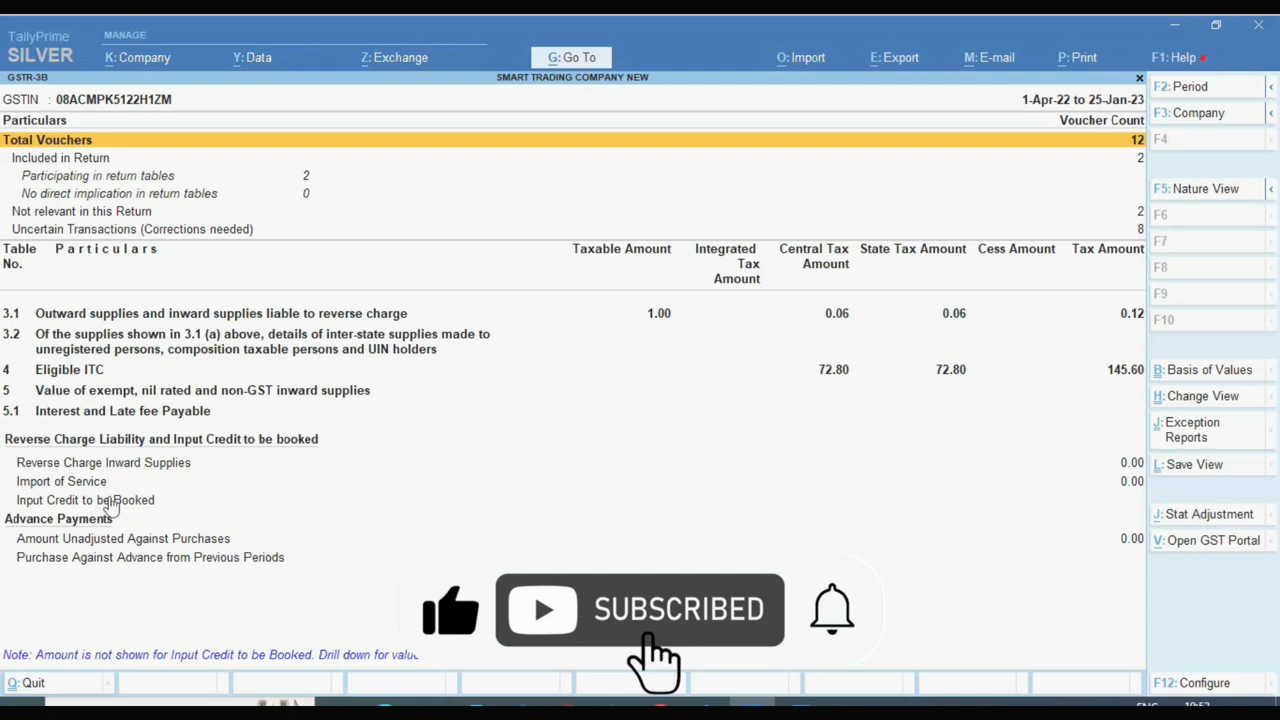 TallyPrime
MANAGE
SILVER
K: Company
Y: Data
Z: Exchange
G: Go To
O: Import
E: Export
M: E-mail
P: Print
F1: Help
GSTR-3B
SMART TRADING COMPANY NEW
×
GSTIN : 08ACMPK5122H1ZM
1-Apr-22 to 25-Jan-23
Particulars
Voucher Count
Total Vouchers 12
Included in Return 2
Participating in return tables 2
No direct implication in return tables 0
Not relevant in this Return 2
Uncertain Transactions (Corrections needed) 8
Table Particulars Taxable Amount Integrated Central Tax State Tax Amount Cess Amount Tax Amount
No. Tax Amount
Amount
3.1 Outward supplies and inward supplies liable to reverse charge 1.00 0.06 0.06 0.12
3.2 Of the supplies shown in 3.1 (a) above, details of inter-state supplies made to
unregistered persons, composition taxable persons and UIN holders
4 Eligible ITC 72.80 72.80 145.60
5 Value of exempt, nil rated and non-GST inward supplies
5.1 Interest and Late fee Payable
Reverse Charge Liability and Input Credit to be booked
Reverse Charge Inward Supplies 0.00
Import of Service 0.00
Input Credit to be Booked
Advance Payments
Amount Unadjusted Against Purchases 0.00
Purchase Against Advance from Previous Periods
SUBSCRIBED
Note: Amount is not shown for Input Credit to be Booked. Drill down for
Q: Quit
F2: Period
F3: Company
F4
F5: Nature View
F6
F7
F8
F9
F10
B: Basis of Values
H: Change View
J: Exception
Reports
L: Save View
J: Stat Adjustment
V: Open GST Portal
F12: Configure